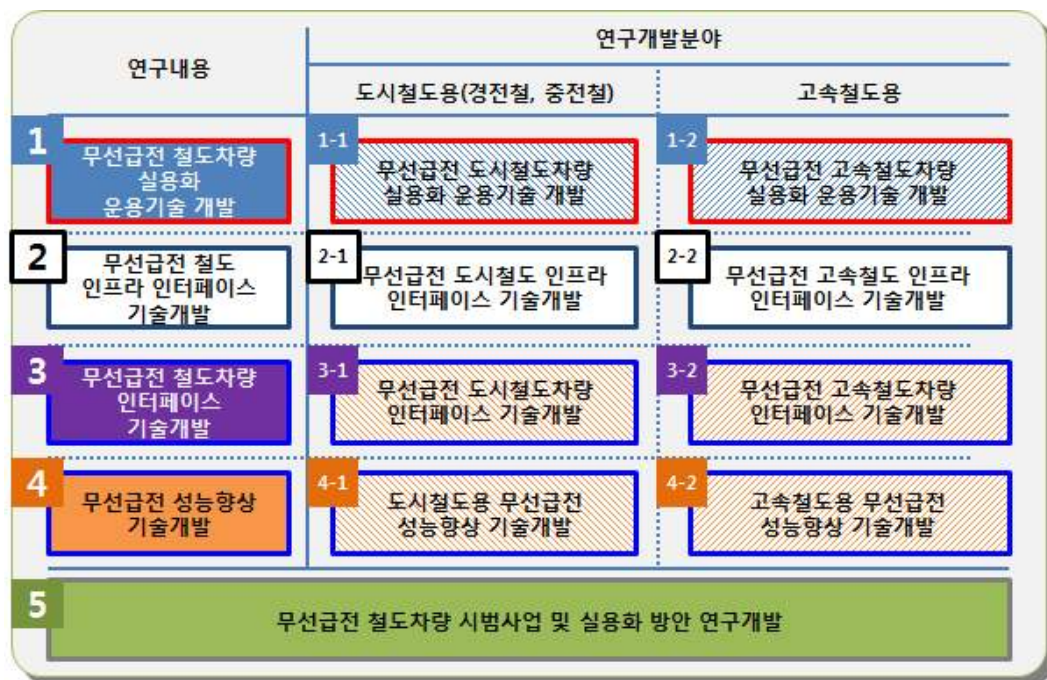 연구내용
연구개발분야
도시철도용(경전철, 중전철)
고속철도용
1
무선급전 철도차량
실용화
운용기술 개발
1-1
무선급전 도시철도차량
실용화 운용기술 개발
1-2
무선급전 고속철도차량
실용화 운용기술 개발
2
무선급전 철도
인프라 인터페이스
기술개발
2-1
무선급전 도시철도 인프라
인터페이스 기술개발
2-2
무선급전 고속철도 인프라
인터페이스 기술개발
3
무선급전 철도차량
인터페이스
기술개발
3-1
무선급전 도시철도차량
인터페이스 기술개발
3-2
무선급전 고속철도차량
인터페이스 기술개발
4
무선급전 성능향상
기술개발
4-1
도시철도용 무선급전
성능향상 기술개발
4-2
고속철도용 무선급전
성능향상 기술개발
5
무선급전 철도차량 시범사업 및 실용화 방안 연구개발